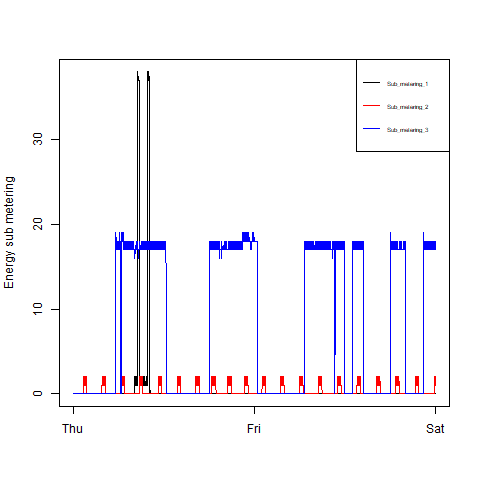 Energy sub metering
30
20
10
0
Thu
Fri
Sat
Sub_metering_1
Sub_metering_2
Sub_metering_3